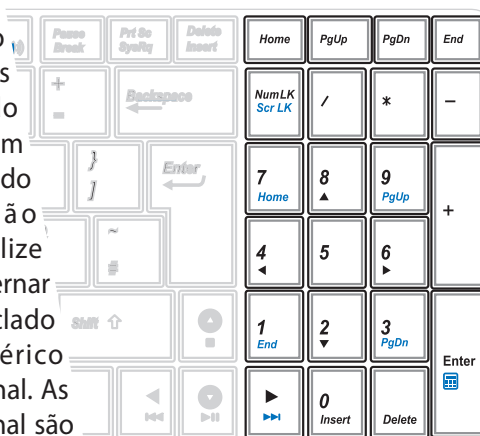 Pause Prt Sc Delete Home PgUp PgDn End
Break SysRq Insert
+ Backspace NumLK / * −
= Scr LK
} Enter 7 8 9 +
] Home ▲ PgUp
~ 4 5 6
# ◄ ►
Shift ⇧ 1 2 3 Enter
End ▼ PgDn
0 Delete
Insert
s
do
ão
lize
ernar
clado
érico
nal. As
nal são